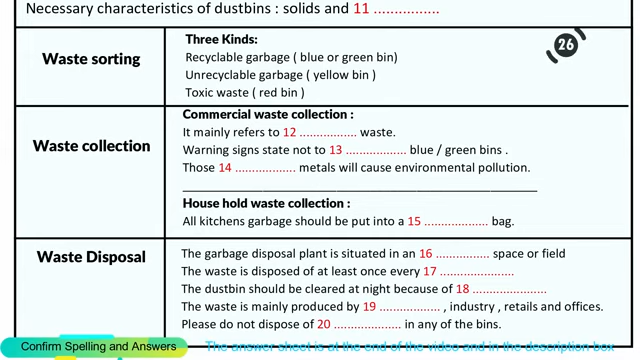 Necessary characteristics of dustbins : solids and 11 ................
Waste sorting
Three Kinds:
Recyclable garbage ( blue or green bin)
Unrecyclable garbage ( yellow bin )
Toxic waste ( red bin )
26
Waste collection
Commercial waste collection :
It mainly refers to 12 ................. waste.
Warning signs state not to 13 .................. blue / green bins .
Those 14 .................. metals will cause environmental pollution.
House hold waste collection :
All kitchens garbage should be put into a 15 ................... bag.
Waste Disposal
The garbage disposal plant is situated in an 16 ................ space or field
The waste is disposed of at least once every 17 ......................
The dustbin should be cleared at night because of 18 ......................
The waste is mainly produced by 19 .................. , industry , retails and offices.
Please do not dispose of 20 .................... in any of the bins.
Confirm Spelling and Answers
The answer sheet is at the end of the video and in the description box